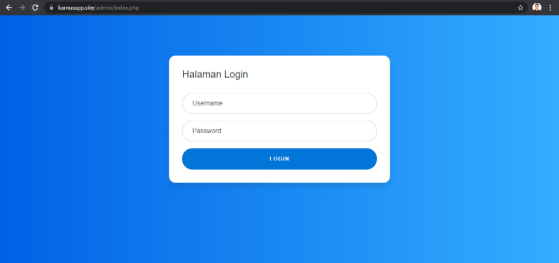 kamusapp.site/admin/index.php
Halaman Login
Username
Password
LOGIN